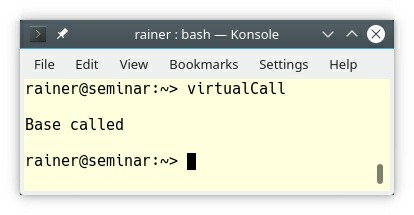 rainer : bash — Konsole
File Edit View Bookmarks Settings Help
rainer@seminar:~> virtualCall
Base called
rainer@seminar:~>